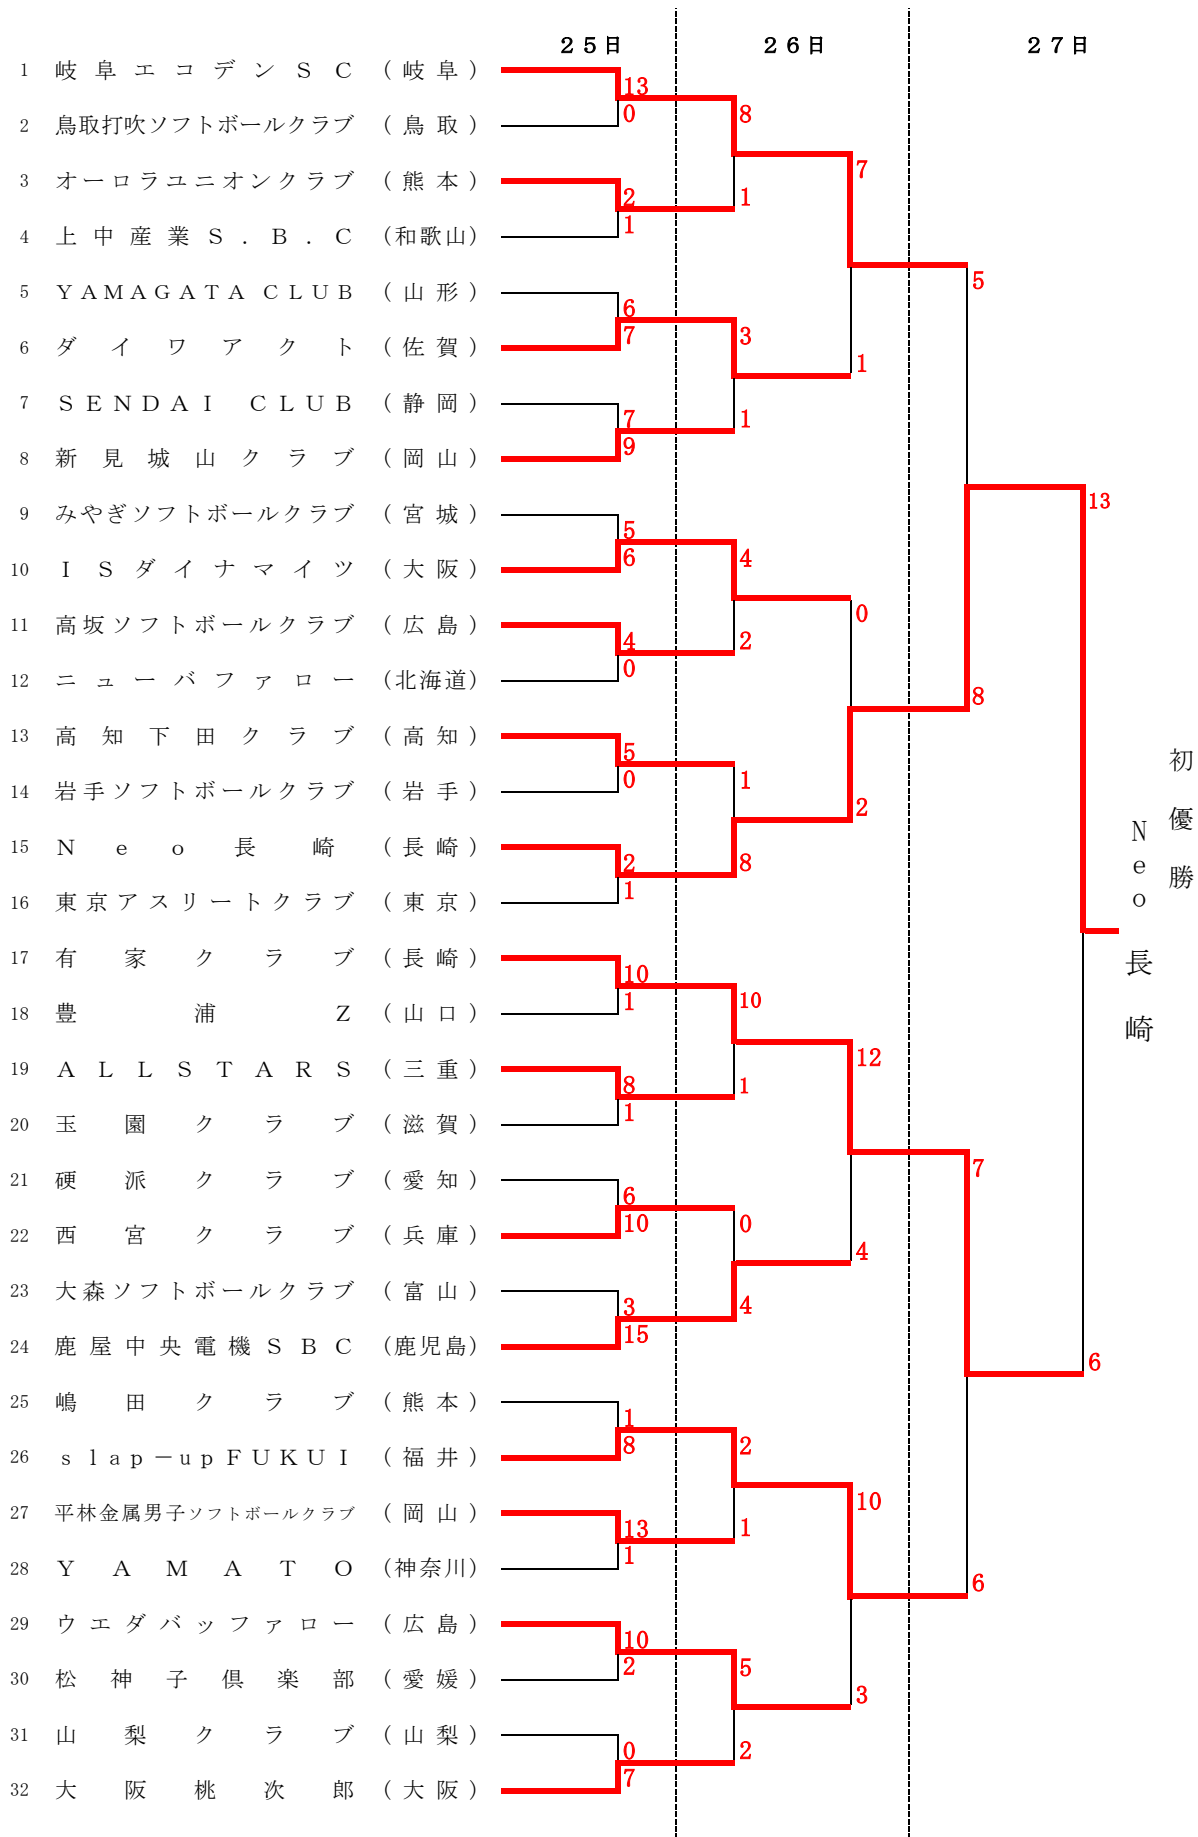 25日 26日 27日
1 岐阜エコデンSC (岐阜)
2 鳥取打吹ソフトボールクラブ (鳥取)
3 オーロラユニオンクラブ (熊本)
4 上中産業S.B.C (和歌山)
5 YAMAGATA CLUB (山形)
6 ダイワアクト (佐賀)
7 SENDAI CLUB (静岡)
8 新見城山クラブ (岡山)
9 みやぎソフトボールクラブ (宮城)
10 ISダイナマイツ (大阪)
11 高坂ソフトボールクラブ (広島)
12 ニューバファロー (北海道)
13 高知下田クラブ (高知)
14 岩手ソフトボールクラブ (岩手)
15 Neo長崎 (長崎)
16 東京アスリートクラブ (東京)
17 有家クラブ (長崎)
18 豊浦Z (山口)
19 ALLSTARS (三重)
20 玉園クラブ (滋賀)
21 硬派クラブ (愛知)
22 西宮クラブ (兵庫)
23 大森ソフトボールクラブ (富山)
24 鹿屋中央電機SBC (鹿児島)
25 嶋田クラブ (熊本)
26 slap－upFUKUI (福井)
27 平林金属男子ソフトボールクラブ (岡山)
28 YAMATO (神奈川)
29 ウエダバッファロー (広島)
30 松神子倶楽部 (愛媛)
31 山梨クラブ (山梨)
32 大阪桃次郎 (大阪)
13
0
2
1
6
7
7
9
5
6
4
0
5
0
2
1
10
1
8
1
6
10
3
15
1
8
13
1
10
2
0
7
8
1
3
1
4
2
1
8
10
1
0
4
2
1
5
2
7
1
0
2
12
4
10
3
5
8
7
6
13
6
初優勝
Neo長崎